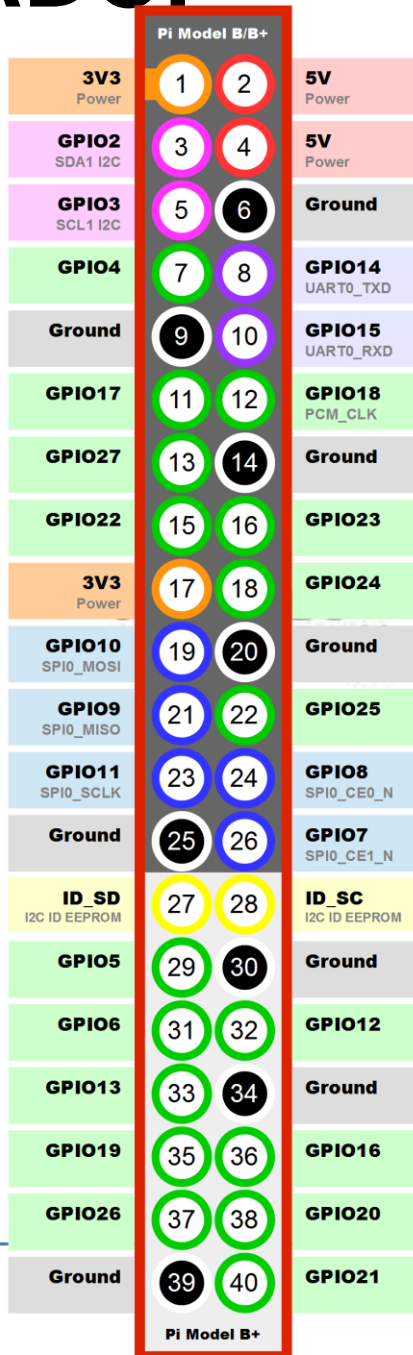 Pi Model B/B+
3V3 1 2 5V
Power Power
GPIO2 3 4 5V
SDA1 I2C Power
GPIO3 5 6 Ground
SCL1 I2C
GPIO4 7 8 GPIO14
UART0_TXD
Ground 9 10 GPIO15
UART0_RXD
GPIO17 11 12 GPIO18
PCM_CLK
GPIO27 13 14 Ground
GPIO22 15 16 GPIO23
3V3 17 18 GPIO24
Power
GPIO10 19 20 Ground
SPI0_MOSI
GPIO9 21 22 GPIO25
SPI0_MISO
GPIO11 23 24 GPIO8
SPI0_SCLK SPI0_CE0_N
Ground 25 26 GPIO7
SPI0_CE1_N
ID_SD 27 28 ID_SC
I2C ID EEPROM I2C ID EEPROM
GPIO5 29 30 Ground
GPIO6 31 32 GPIO12
GPIO13 33 34 Ground
GPIO19 35 36 GPIO16
GPIO26 37 38 GPIO20
Ground 39 40 GPIO21
Pi Model B+